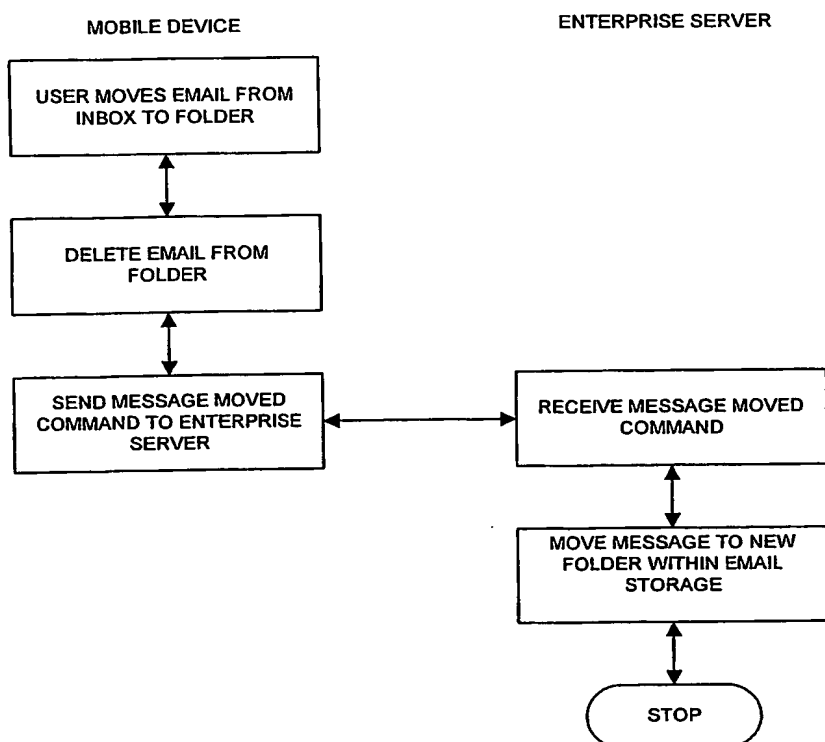 MOBILE DEVICE
ENTERPRISE SERVER
USER MOVES EMAIL FROM
INBOX TO FOLDER
DELETE EMAIL FROM
FOLDER
SEND MESSAGE MOVED
COMMAND TO ENTERPRISE
SERVER
RECEIVE MESSAGE MOVED
COMMAND
MOVE MESSAGE TO NEW
FOLDER WITHIN EMAIL
STORAGE
STOP